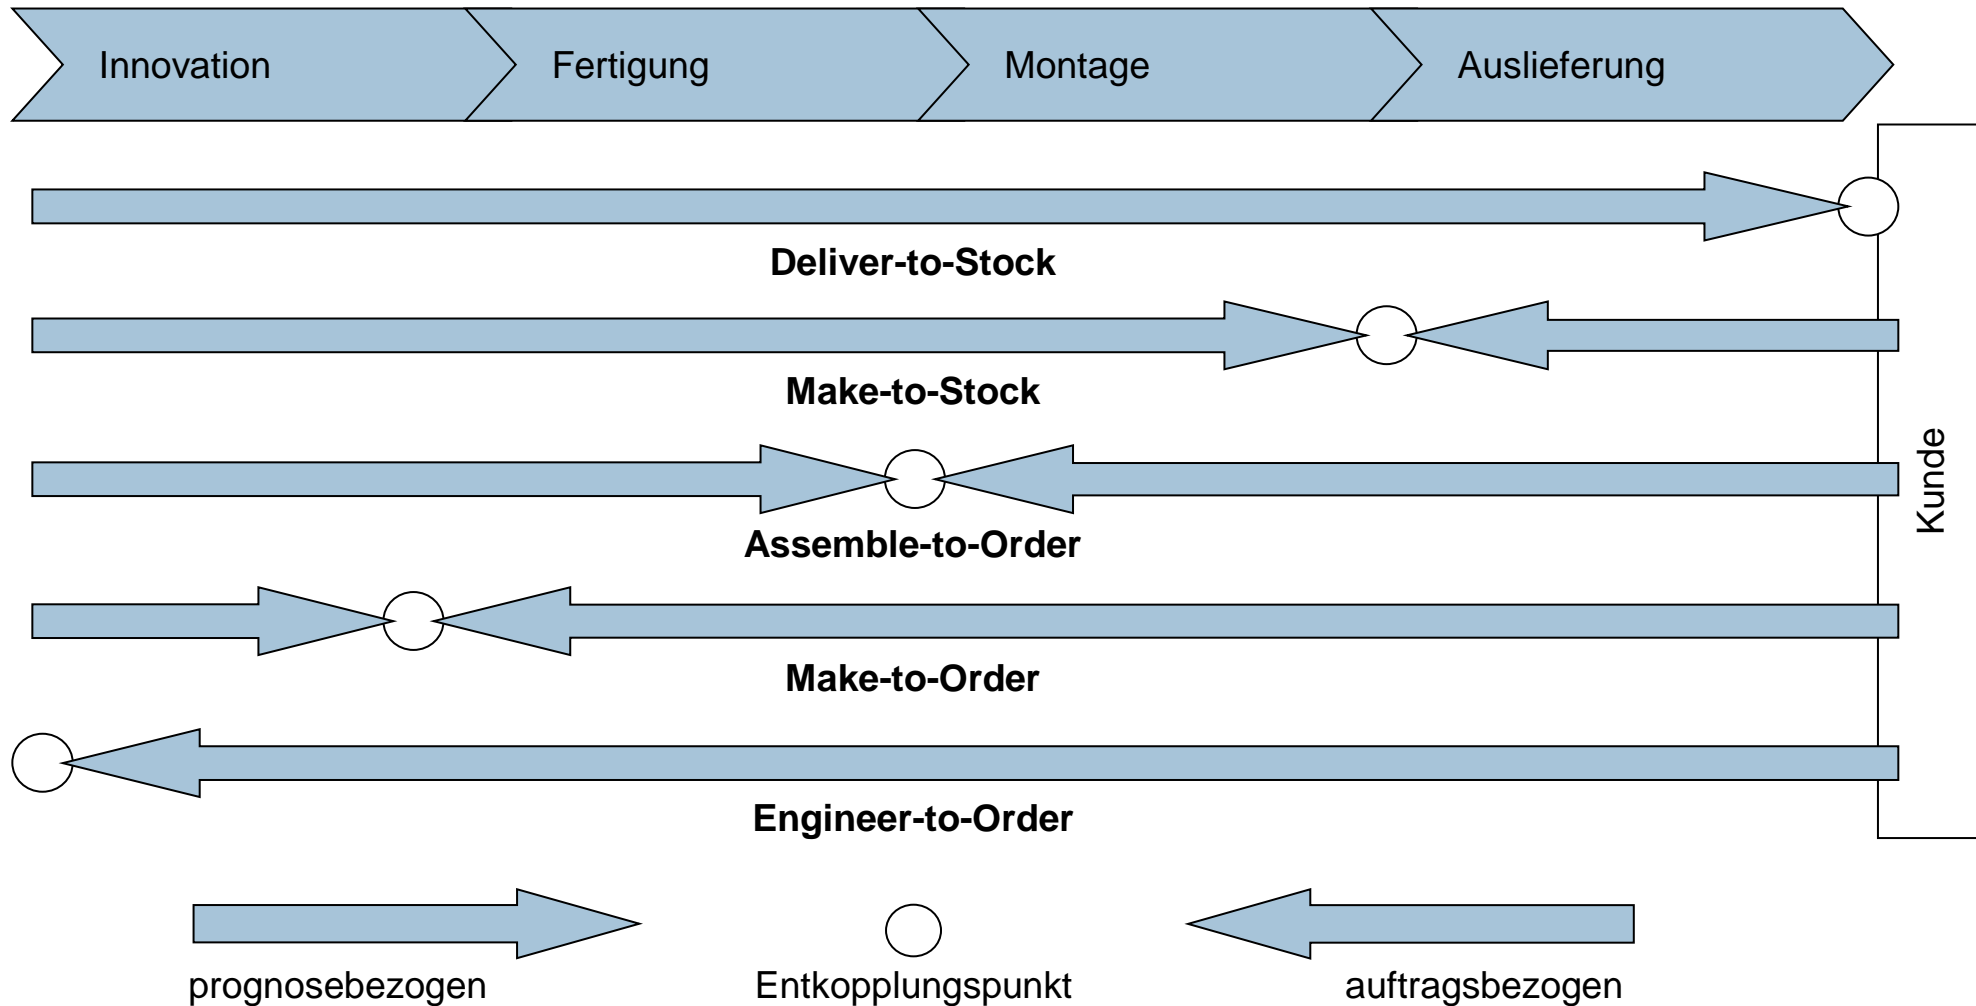 Innovation
Fertigung
Montage
Auslieferung
Deliver-to-Stock
Make-to-Stock
Assemble-to-Order
Make-to-Order
Engineer-to-Order
Kunde
prognosebezogen
Entkopplungspunkt
auftragsbezogen